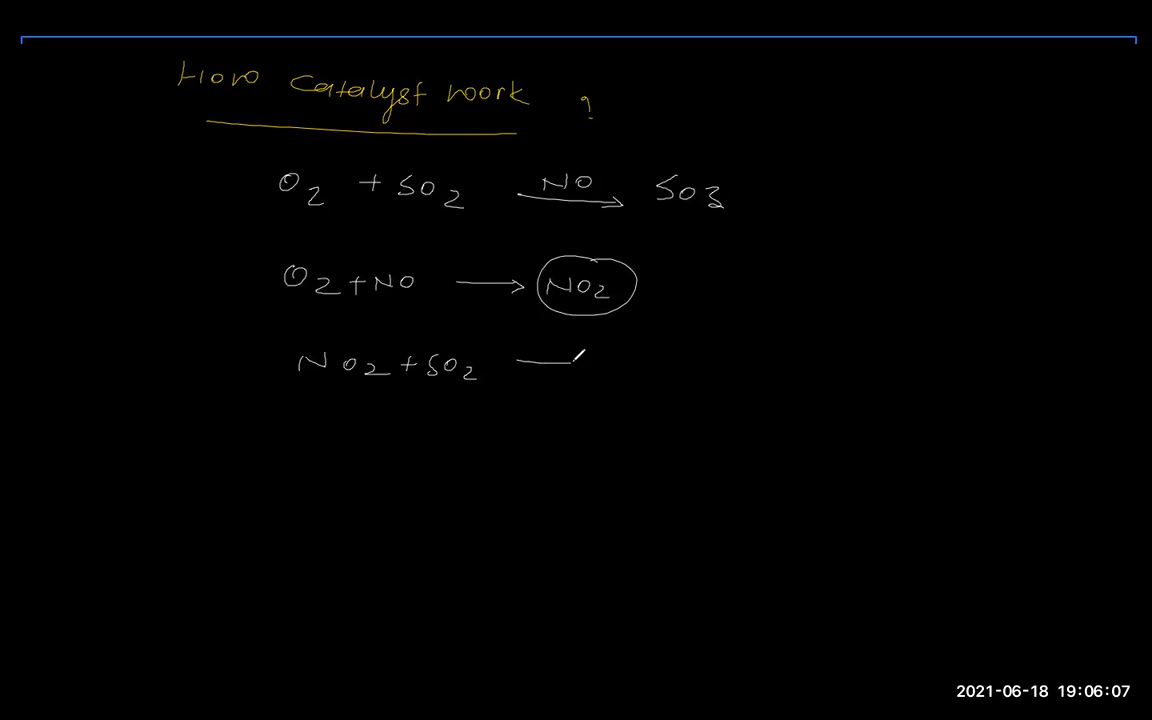 How Catalyst work ?
O2 + SO2 NO→ SO3
O2 + NO → NO2
NO2 + SO2 —
2021-06-18 19:06:07